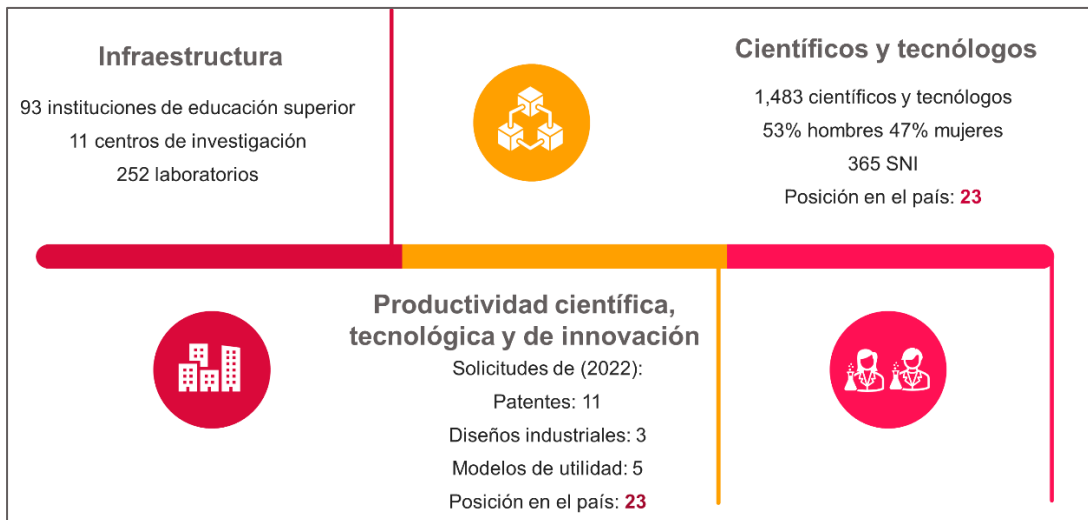 Infraestructura
93 instituciones de educación superior
11 centros de investigación
252 laboratorios
Científicos y tecnólogos
1,483 científicos y tecnólogos
53% hombres 47% mujeres
365 SNI
Posición en el país: 23
Productividad científica,
tecnológica y de innovación
Solicitudes de (2022):
Patentes: 11
Diseños industriales: 3
Modelos de utilidad: 5
Posición en el país: 23